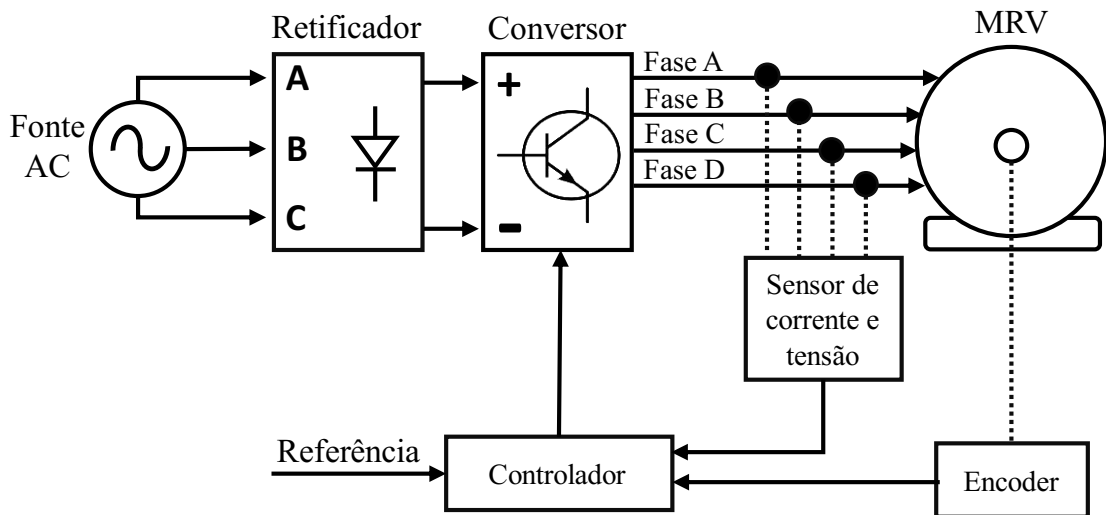 Retificador
Conversor
MRV
Fonte
AC
A
B
C
+
-
Fase A
Fase B
Fase C
Fase D
Sensor de
corrente e
tensão
Referência
Controlador
Encoder